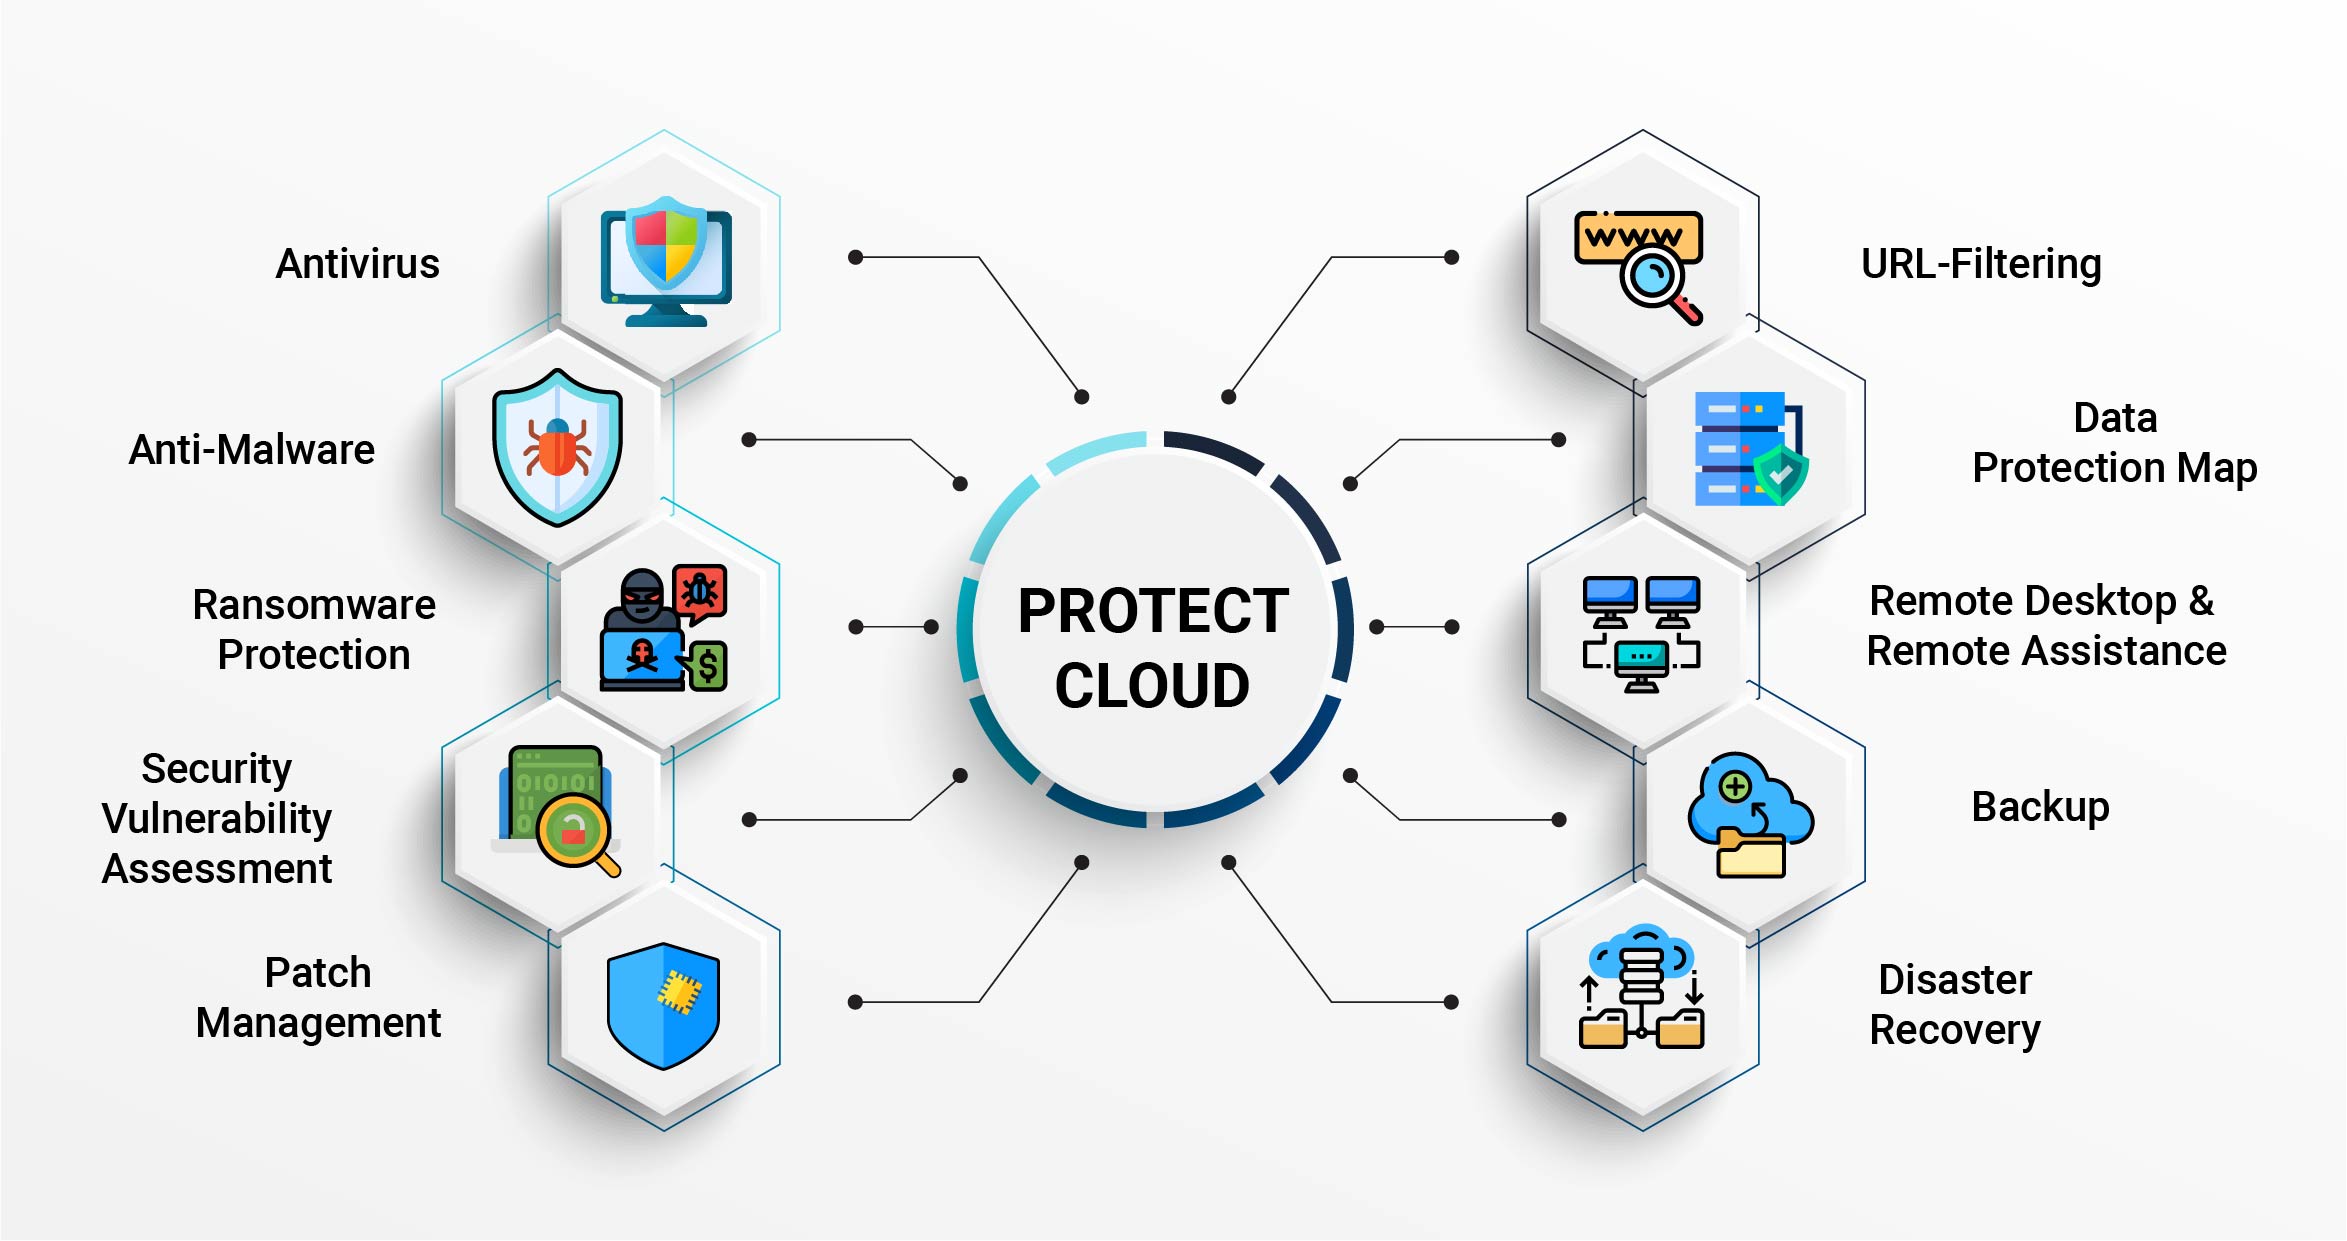 Antivirus
Anti-Malware
Ransomware
Protection
Security
Vulnerability
Assessment
Patch
Management
PROTECT
CLOUD
www
URL-Filtering
Data
Protection Map
Remote Desktop &
Remote Assistance
Backup
Disaster
Recovery
$
010101